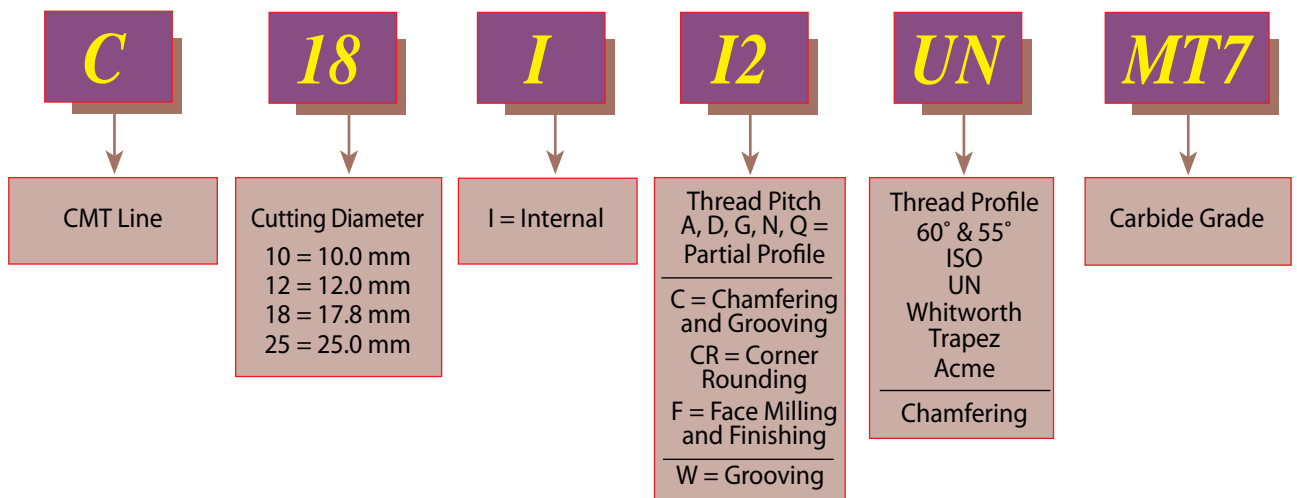 C
18
I
I2
UN
MT7
CMT Line
Cutting Diameter
10 = 10.0 mm
12 = 12.0 mm
18 = 17.8 mm
25 = 25.0 mm
I = Internal
Thread Pitch
A, D, G, N, Q =
Partial Profile
C = Chamfering
and Grooving
CR = Corner
Rounding
F = Face Milling
and Finishing
W = Grooving
Thread Profile
60˚ & 55˚
ISO
UN
Whitworth
Trapez
Acme
Chamfering
Carbide Grade